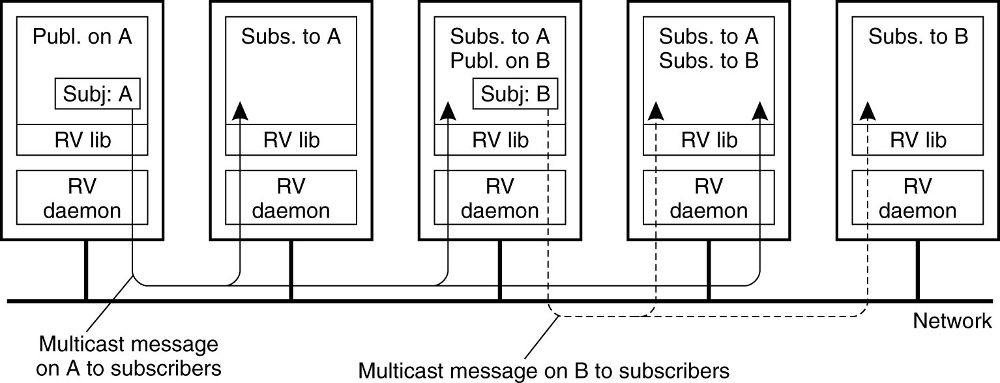 Publ. on A
Subj: A
RV lib
RV
daemon
Subs. to A
RV lib
RV
daemon
Subs. to A
Publ. on B
Subj: B
RV lib
RV
daemon
Subs. to A
Subs. to B
RV lib
RV
daemon
Subs. to B
RV lib
RV
daemon
Network
Multicast message
on A to subscribers
Multicast message on B to subscribers